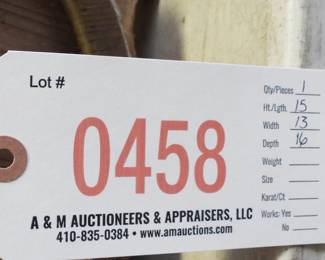 Lot #
0458
A & M AUCTIONEERS & APPRAISERS, LLC
410-835-0384 • www.amauctions.com
Qty/Pieces 1
Ht./Lgth. 15
Width 13
Depth 16
Weight
Size
Karat/Ct.
Works: Yes
No